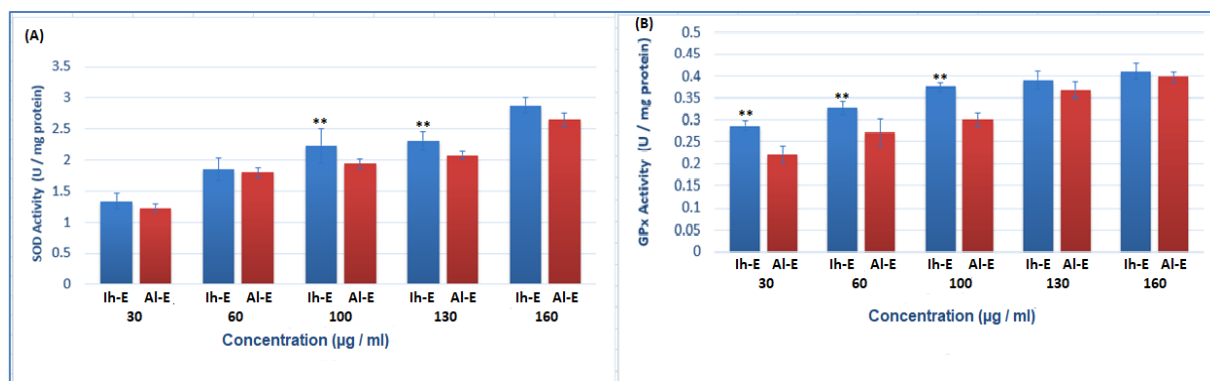 (A)
SOD Activity (U / mg protein)
3.5
3
2.5
2
1.5
1
0.5
0
** **
Ih-E Al-E Ih-E Al-E Ih-E Al-E Ih-E Al-E Ih-E Al-E
30 60 100 130 160
Concentration (µg / ml)
(B)
GPx Activity (U / mg protein)
0.5
0.45
0.4
0.35
0.3
0.25
0.2
0.15
0.1
0.05
0
** ** **
Ih-E Al-E Ih-E Al-E Ih-E Al-E Ih-E Al-E Ih-E Al-E
30 60 100 130 160
Concentration (µg / ml)